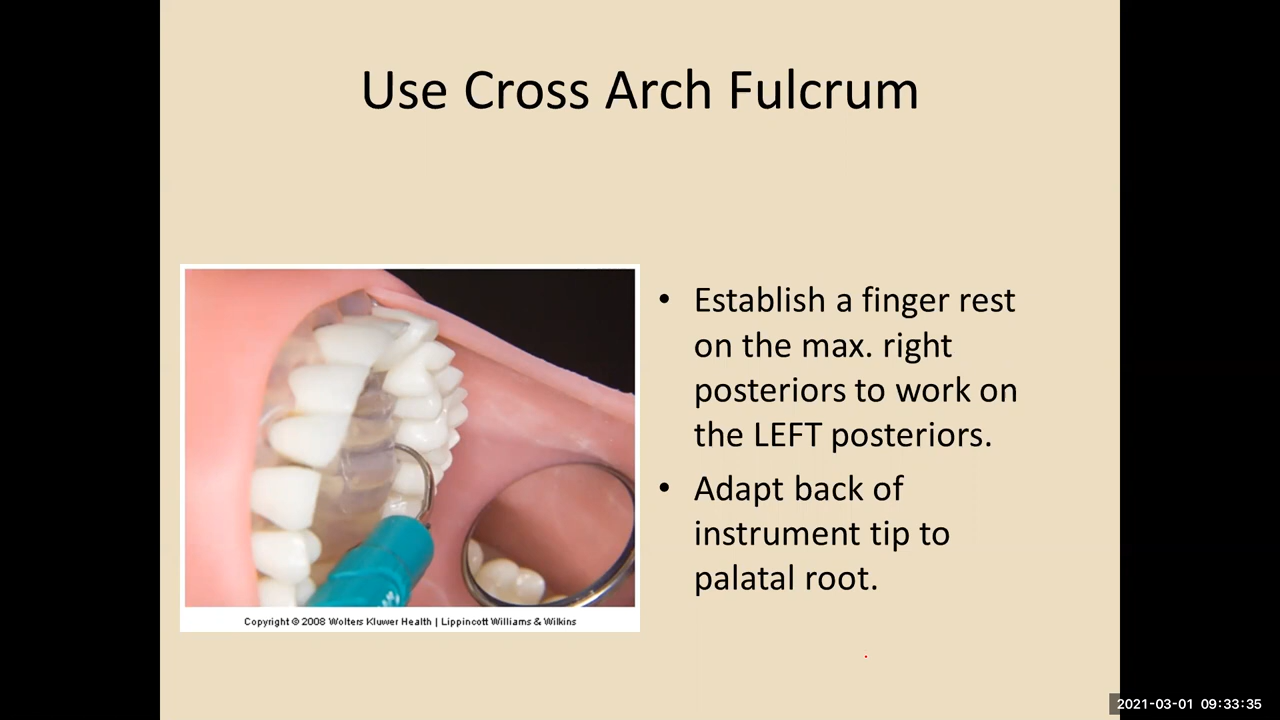 Use Cross Arch Fulcrum
• Establish a finger rest
on the max. right
posteriors to work on
the LEFT posteriors.
• Adapt back of
instrument tip to
palatal root.
Copyright © 2008 Wolters Kluwer Health | Lippincott Williams & Wilkins
2021-03-01 09:33:35